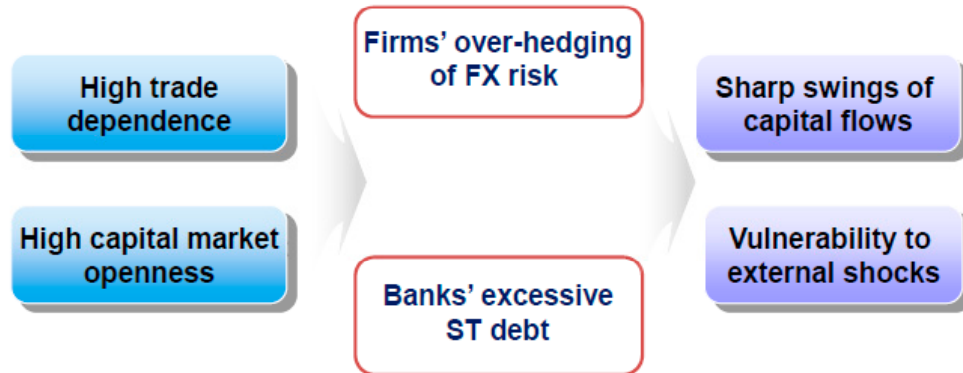 High trade
dependence
High capital market
openness
Firms' over-hedging
of FX risk
Banks' excessive
ST debt
Sharp swings of
capital flows
Vulnerability to
external shocks